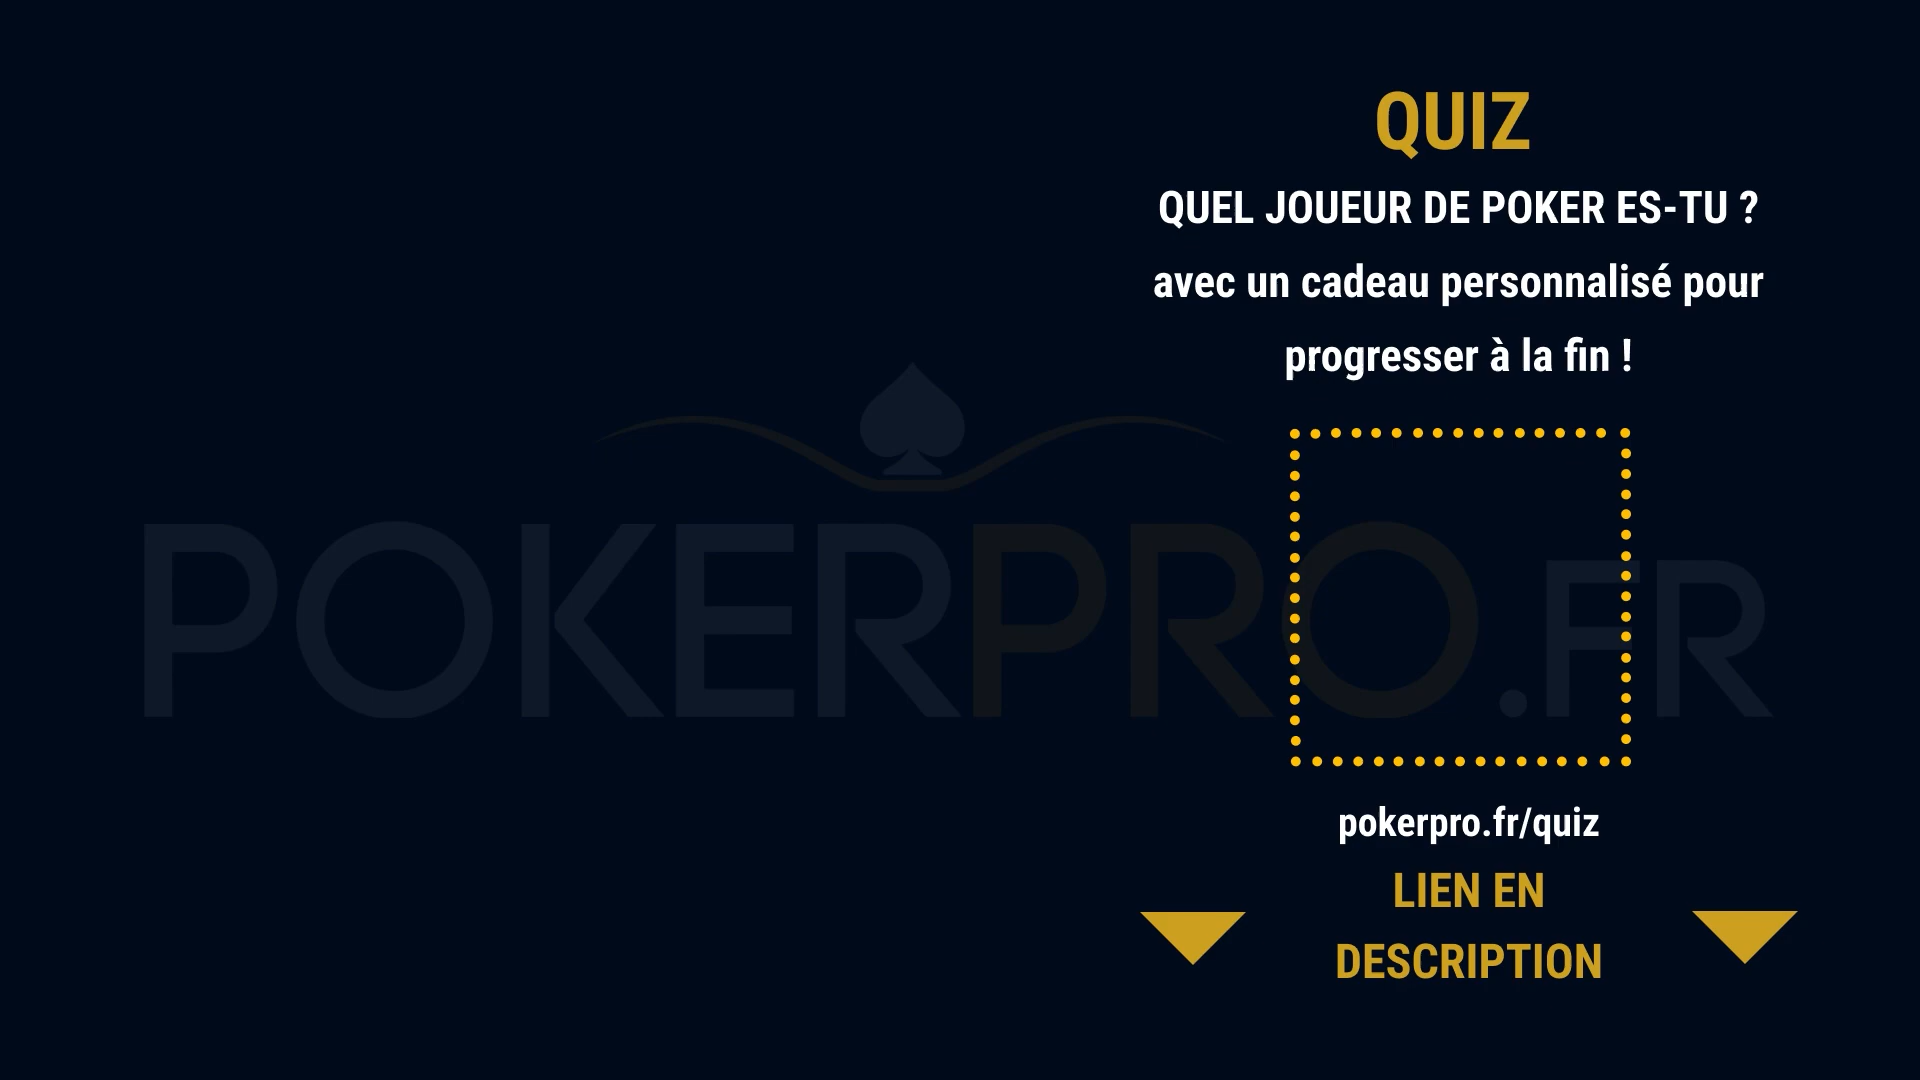 QUIZ
QUEL JOUEUR DE POKER ES-TU ?
avec un cadeau personnalisé pour
progresser à la fin !
POKERPRO.FR
pokerpro.fr/quiz
LIEN EN
DESCRIPTION